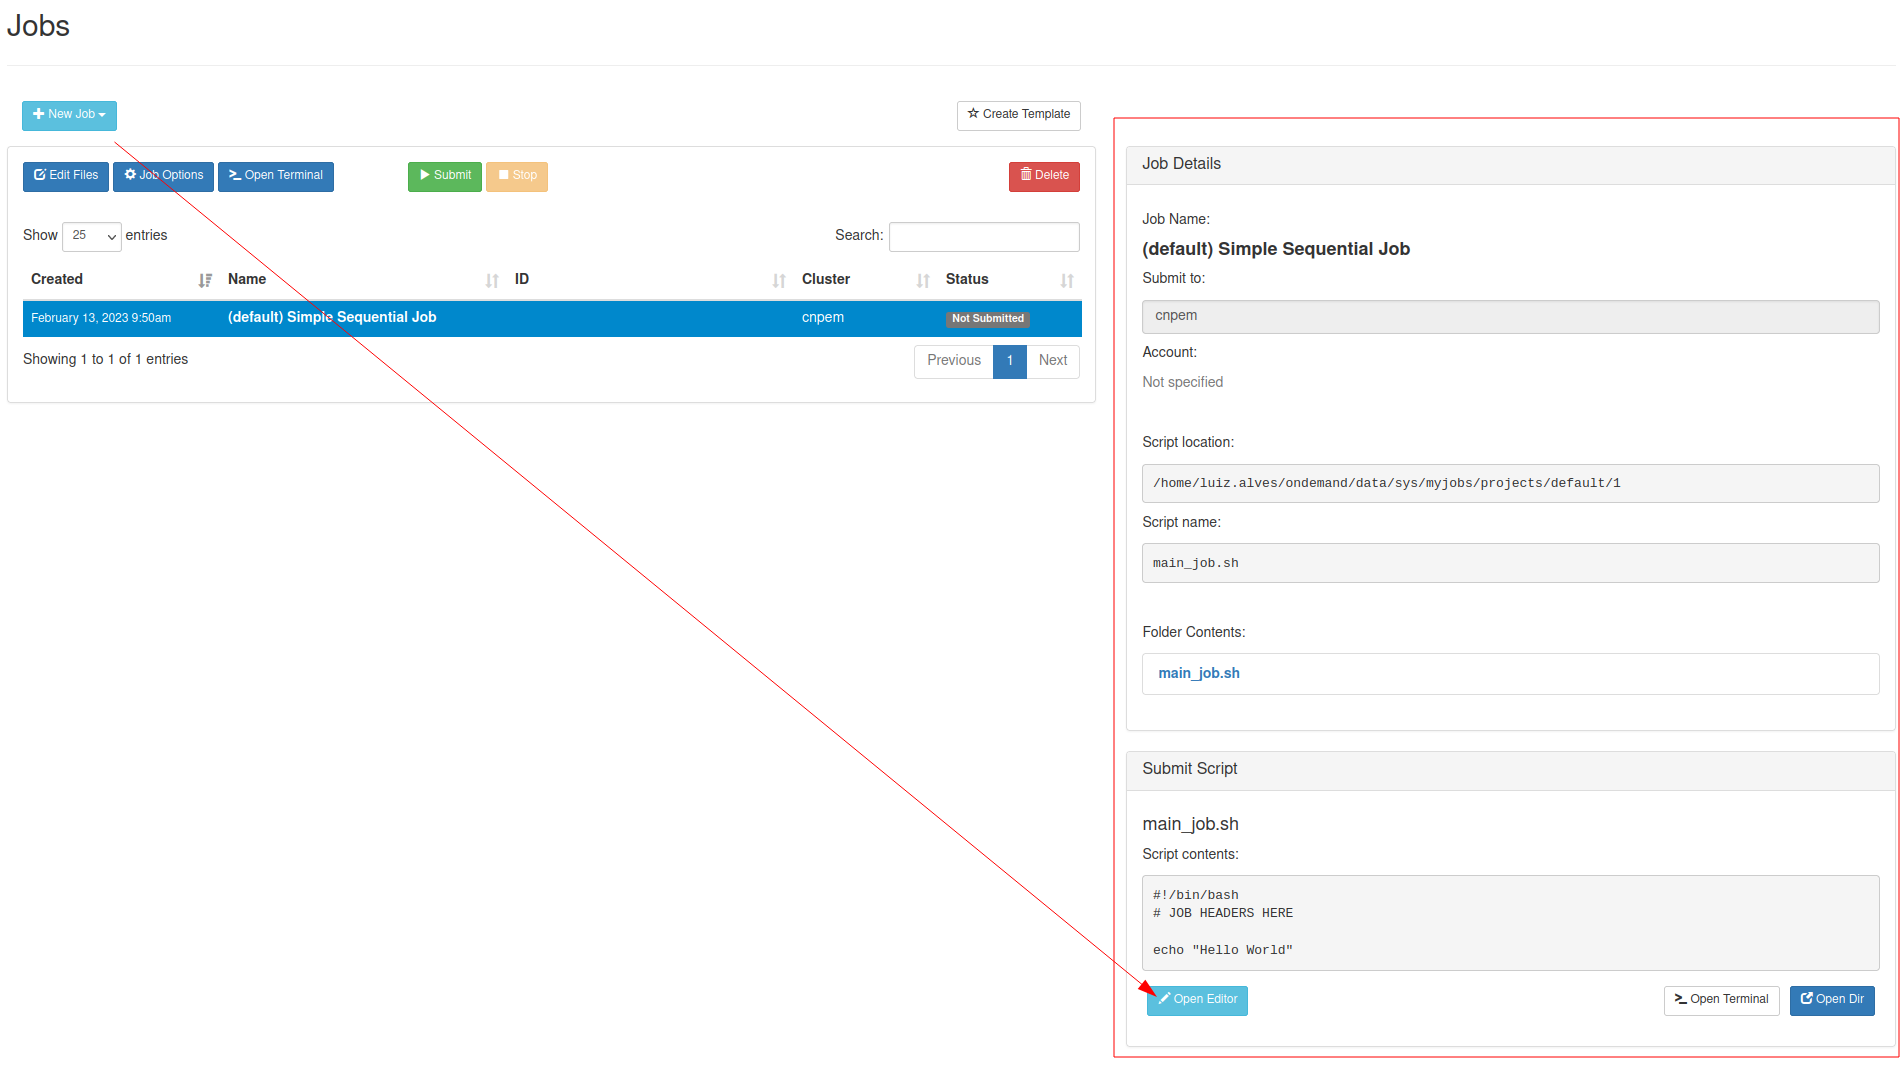 Jobs
New Job
Create Template
Edit Files Job Options Open Terminal Submit Stop Delete
Show 25 entries Search:
Created Name ID Cluster Status
February 13, 2023 9:50am (default) Simple Sequential Job cnpem Not Submitted
Showing 1 to 1 of 1 entries Previous 1 Next
Job Details
Job Name:
(default) Simple Sequential Job
Submit to:
cnpem
Account:
Not specified
Script location:
/home/luiz.alves/ondemand/data/sys/myjobs/projects/default/1
Script name:
main_job.sh
Folder Contents:
main_job.sh
Submit Script
main_job.sh
Script contents:
#!/bin/bash
# JOB HEADERS HERE
echo "Hello World"
Open Editor Open Terminal Open Dir